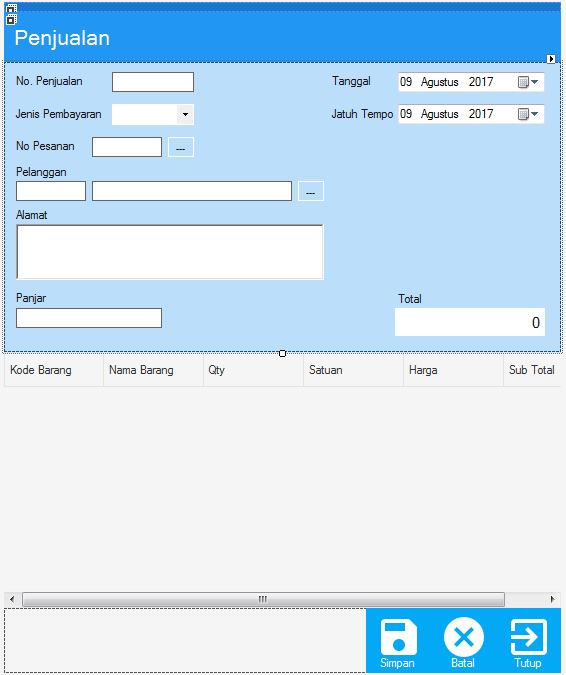 Penjualan
No. Penjualan
Tanggal 09 Agustus 2017
Jenis Pembayaran
Jatuh Tempo 09 Agustus 2017
No Pesanan ...
Pelanggan
...
Alamat
Panjar
Total
0
Kode Barang Nama Barang Qty Satuan Harga Sub Total
Simpan Batal Tutup